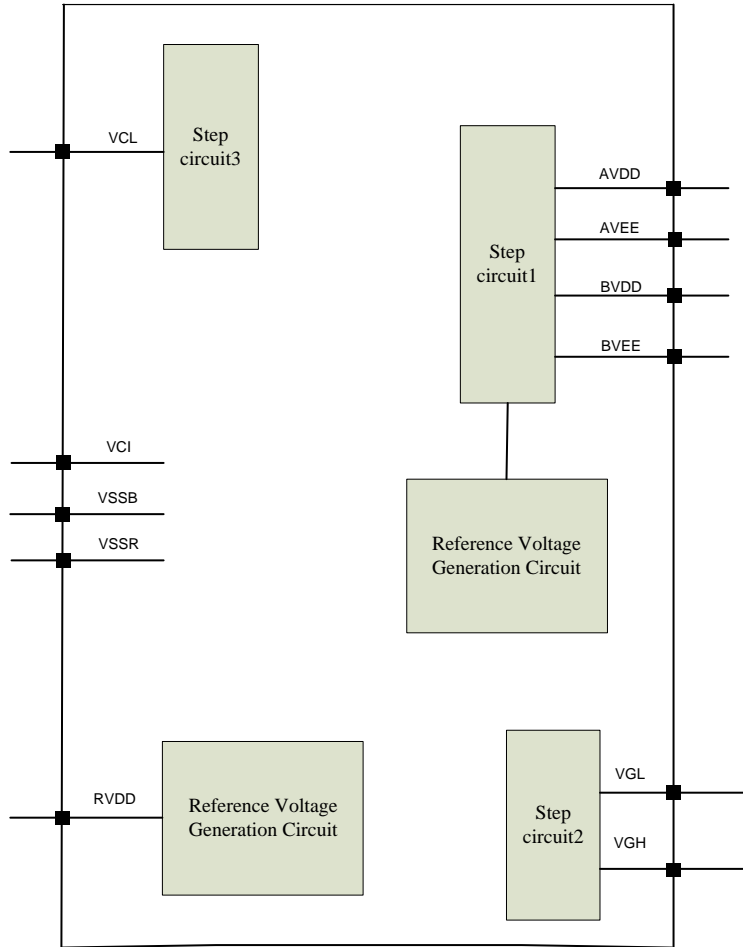 VCL
Step
circuit3
Step
circuit1
AVDD
AVEE
BVDD
BVEE
VCI
VSSB
VSSR
Reference Voltage
Generation Circuit
RVDD
Reference Voltage
Generation Circuit
Step
circuit2
VGL
VGH